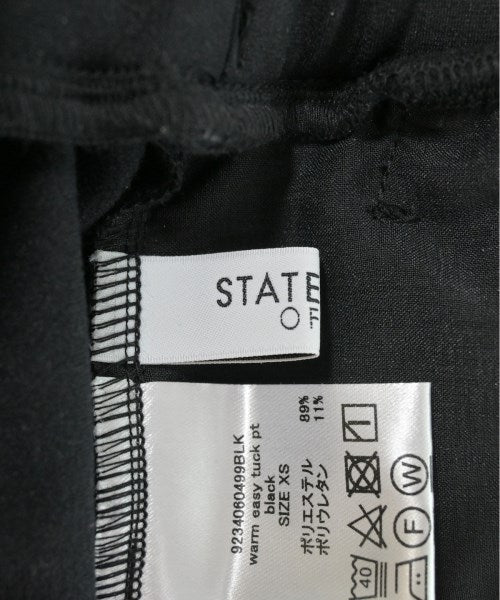 STATE
O
9234060499BLK
warm easy tuck pt
black
SIZE XS
ポリエステル 89%
ポリウレタン 11%
40
F
W